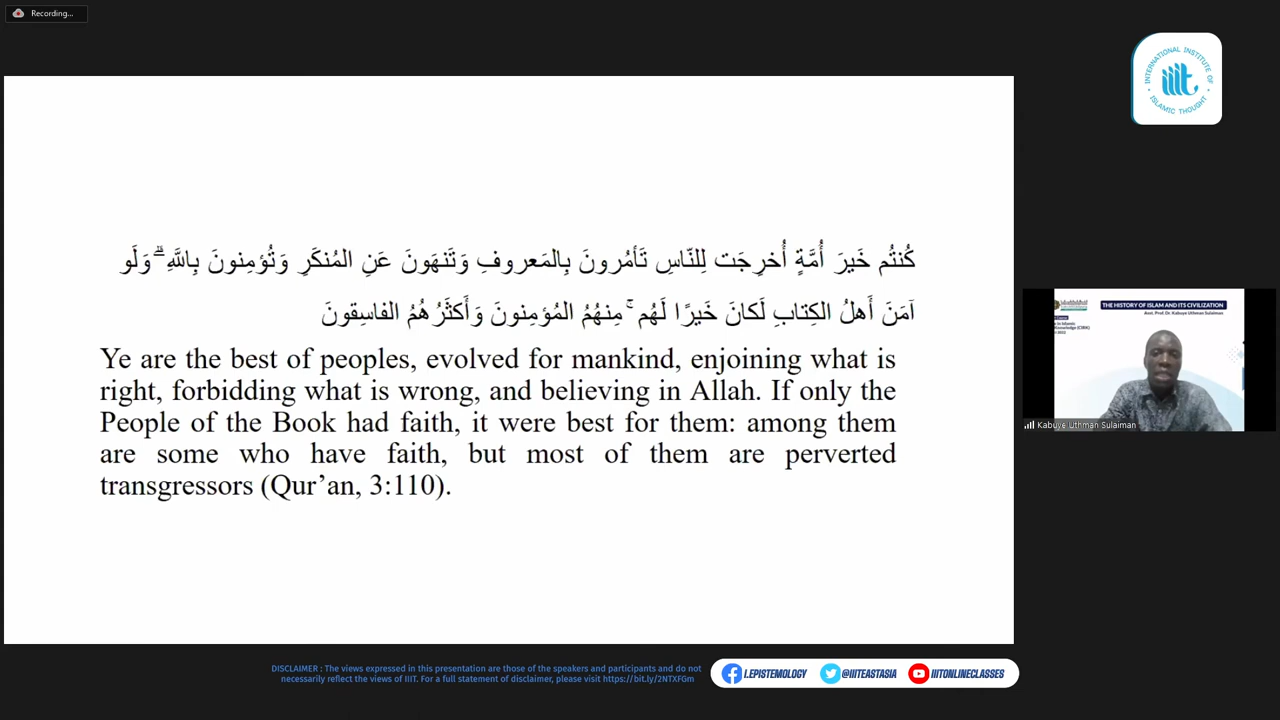 Recording...
INTERNATIONAL INSTITUTE OF ISLAMIC THOUGHT
iiit
كُنتُم خَيرَ أُمَّةٍ أُخرِجَت لِلنّاسِ تَأمُرونَ بِالمَعروفِ وَتَنهَونَ عَنِ المُنكَرِ وَتُؤمِنونَ بِاللَّهِ ۗ وَلَو
آمَنَ أَهلُ الكِتابِ لَكانَ خَيرًا لَهُم ۚ مِنهُمُ المُؤمِنونَ وَأَكثَرُهُمُ الفاسِقونَ
Ye are the best of peoples, evolved for mankind, enjoining what is
right, forbidding what is wrong, and believing in Allah. If only the
People of the Book had faith, it were best for them: among them
are some who have faith, but most of them are perverted
transgressors (Qur’an, 3:110).
THE HISTORY OF ISLAM AND ITS CIVILIZATION
Asst. Prof. Dr. Kabuye Uthman Sulaiman
Kabuye Uthman Sulaiman
DISCLAIMER : The views expressed in this presentation are those of the speakers and participants and do not
necessarily reflect the views of IIIT. For a full statement of disclaimer, please visit https://bit.ly/2NTXFGm
I.EPISTEMOLOGY
@IIITEASTASIA
IIITONLINECLASSES